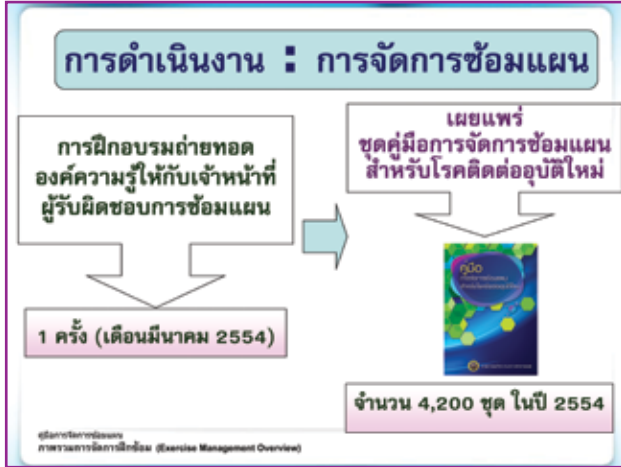 การดำเนินงาน : การจัดการซ้อมแผน
การฝึกอบรมถ่ายทอด
องค์ความรู้ให้กับเจ้าหน้าที่
ผู้รับผิดชอบการซ้อมแผน
1 ครั้ง (เดือนมีนาคม 2554)
เผยแพร่
ชุดคู่มือการจัดการซ้อมแผน
สำหรับโรคติดต่ออุบัติใหม่
คู่มือ
จำนวน 4,200 ชุด ในปี 2554
คู่มือการจัดการซ้อมแผน
ภาพรวมการจัดการฝึกซ้อม (Exercise Management Overview)